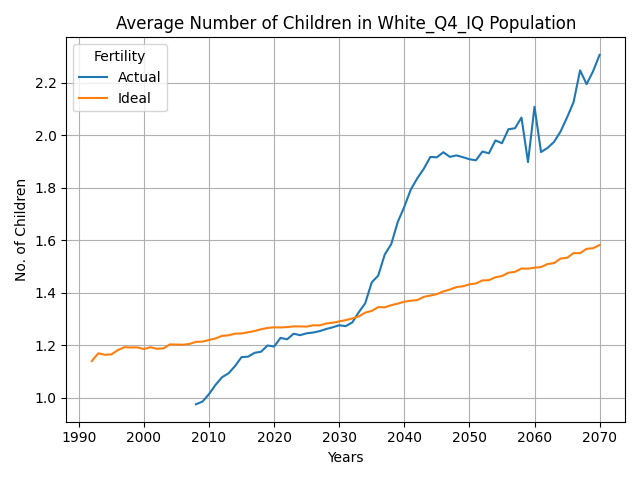 Average Number of Children in White_Q4_IQ Population
Fertility
Actual
Ideal
No. of Children
2.2
2.0
1.8
1.6
1.4
1.2
1.0
1990 2000 2010 2020 2030 2040 2050 2060 2070
Years